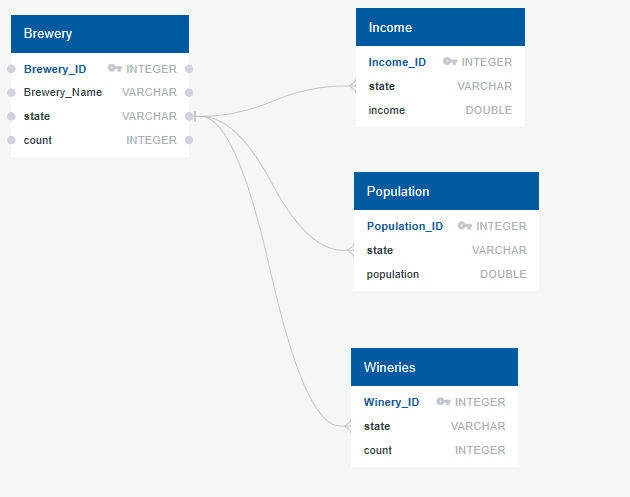 Brewery
Brewery_ID INTEGER
Brewery_Name VARCHAR
state VARCHAR
count INTEGER
Income
Income_ID INTEGER
state VARCHAR
income DOUBLE
Population
Population_ID INTEGER
state VARCHAR
population DOUBLE
Wineries
Winery_ID INTEGER
state VARCHAR
count INTEGER